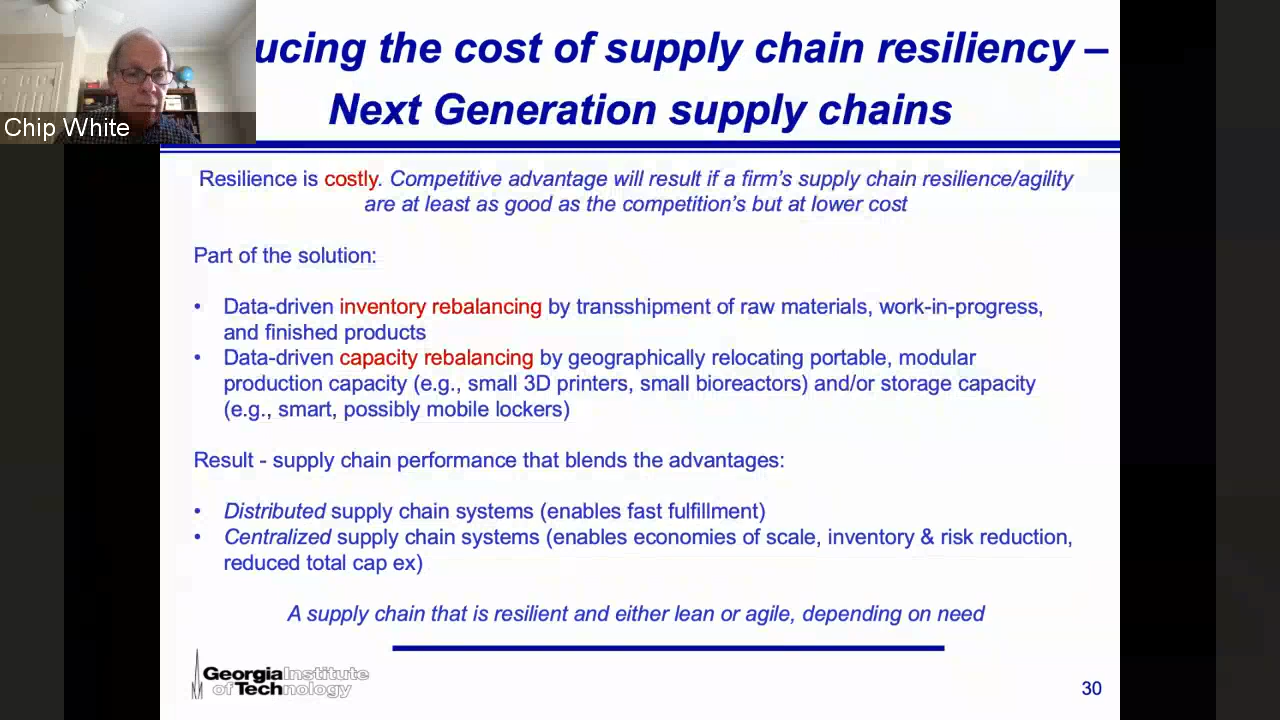 ucing the cost of supply chain resiliency –
Next Generation supply chains
Chip White
Resilience is costly. Competitive advantage will result if a firm's supply chain resilience/agility
are at least as good as the competition's but at lower cost
Part of the solution:
• Data-driven inventory rebalancing by transshipment of raw materials, work-in-progress,
and finished products
• Data-driven capacity rebalancing by geographically relocating portable, modular
production capacity (e.g., small 3D printers, small bioreactors) and/or storage capacity
(e.g., smart, possibly mobile lockers)
Result - supply chain performance that blends the advantages:
• Distributed supply chain systems (enables fast fulfillment)
• Centralized supply chain systems (enables economies of scale, inventory & risk reduction,
reduced total cap ex)
A supply chain that is resilient and either lean or agile, depending on need
Georgia Institute
of Technology
30